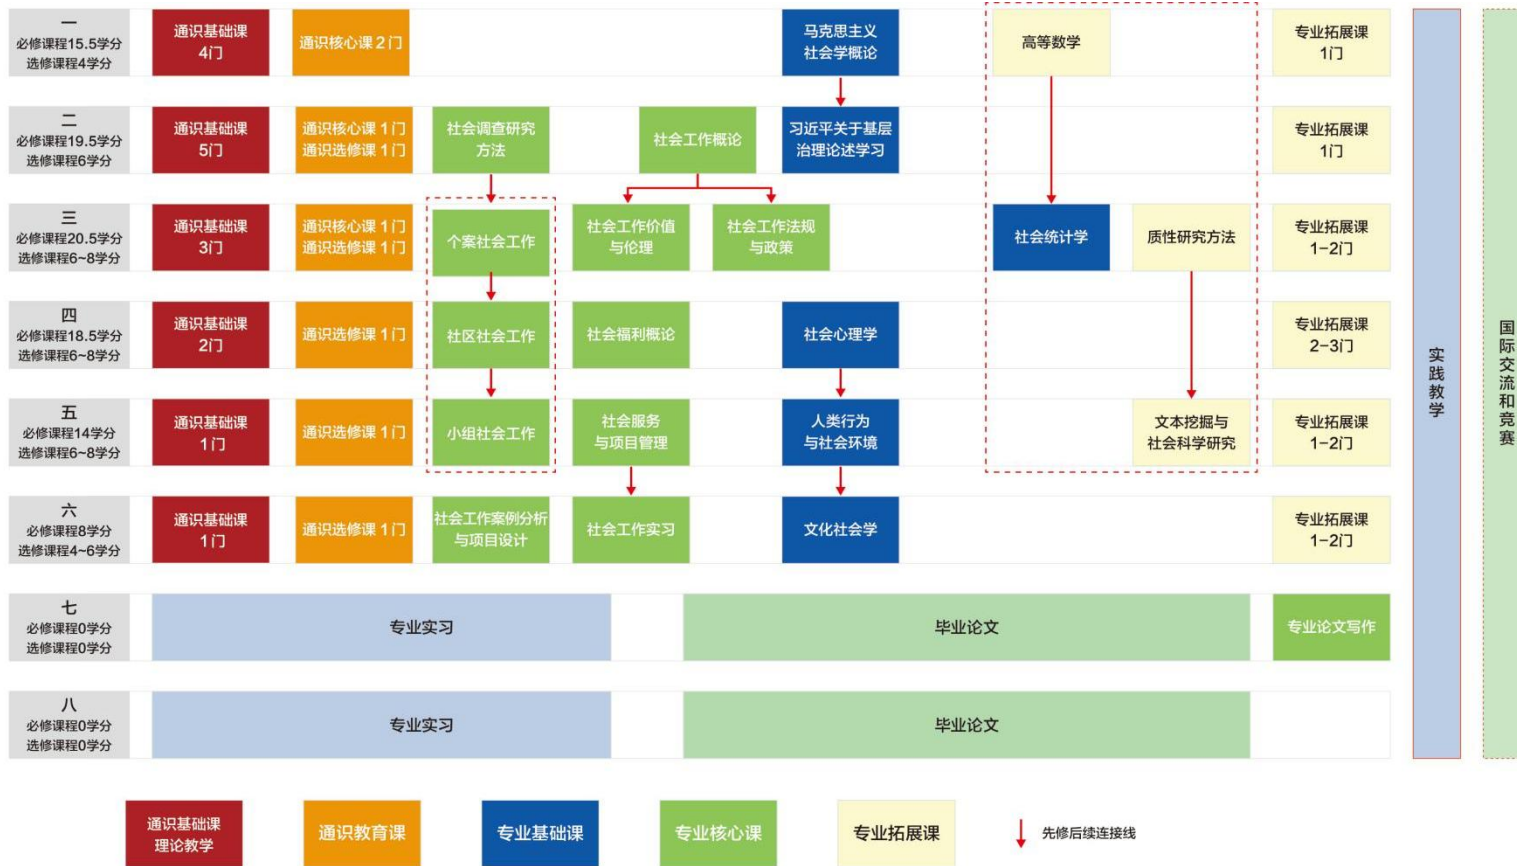 一
必修课程15.5学分
选修课程4学分
通识基础课
4门
通识核心课 2 门
马克思主义
社会学概论
高等数学
专业拓展课
1门
二
必修课程19.5学分
选修课程6学分
通识基础课
5门
通识核心课 1 门
通识选修课 1 门
社会调查研究
方法
社会工作概论
习近平关于基层
治理论述学习
专业拓展课
1门
三
必修课程20.5学分
选修课程6~8学分
通识基础课
3门
通识核心课 1 门
通识选修课 1 门
个案社会工作
社会工作价值
与伦理
社会工作法规
与政策
社会统计学
质性研究方法
专业拓展课
1-2门
四
必修课程18.5学分
选修课程6~8学分
通识基础课
2门
通识选修课 1 门
社区社会工作
社会福利概论
社会心理学
专业拓展课
2-3门
五
必修课程14学分
选修课程6~8学分
通识基础课
1门
通识选修课 1 门
小组社会工作
社会服务
与项目管理
人类行为
与社会环境
文本挖掘与
社会科学研究
专业拓展课
1-2门
六
必修课程8学分
选修课程4~6学分
通识基础课
1门
通识选修课 1 门
社会工作案例分析
与项目设计
社会工作实习
文化社会学
专业拓展课
1-2门
七
必修课程0学分
选修课程0学分
专业实习
毕业论文
专业论文写作
八
必修课程0学分
选修课程0学分
专业实习
毕业论文
实践教学
国际交流和竞赛
通识基础课
理论教学
通识教育课
专业基础课
专业核心课
专业拓展课
先修后续连接线